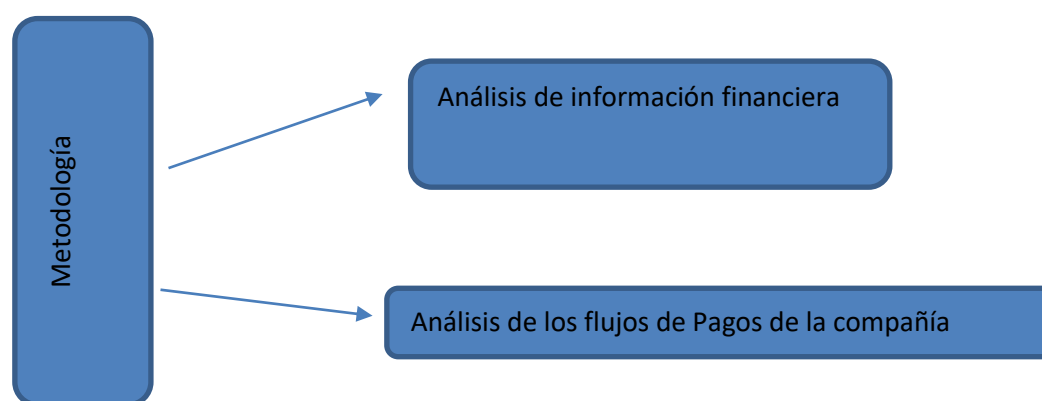 Metodología
Análisis de información financiera
Análisis de los flujos de Pagos de la compañía